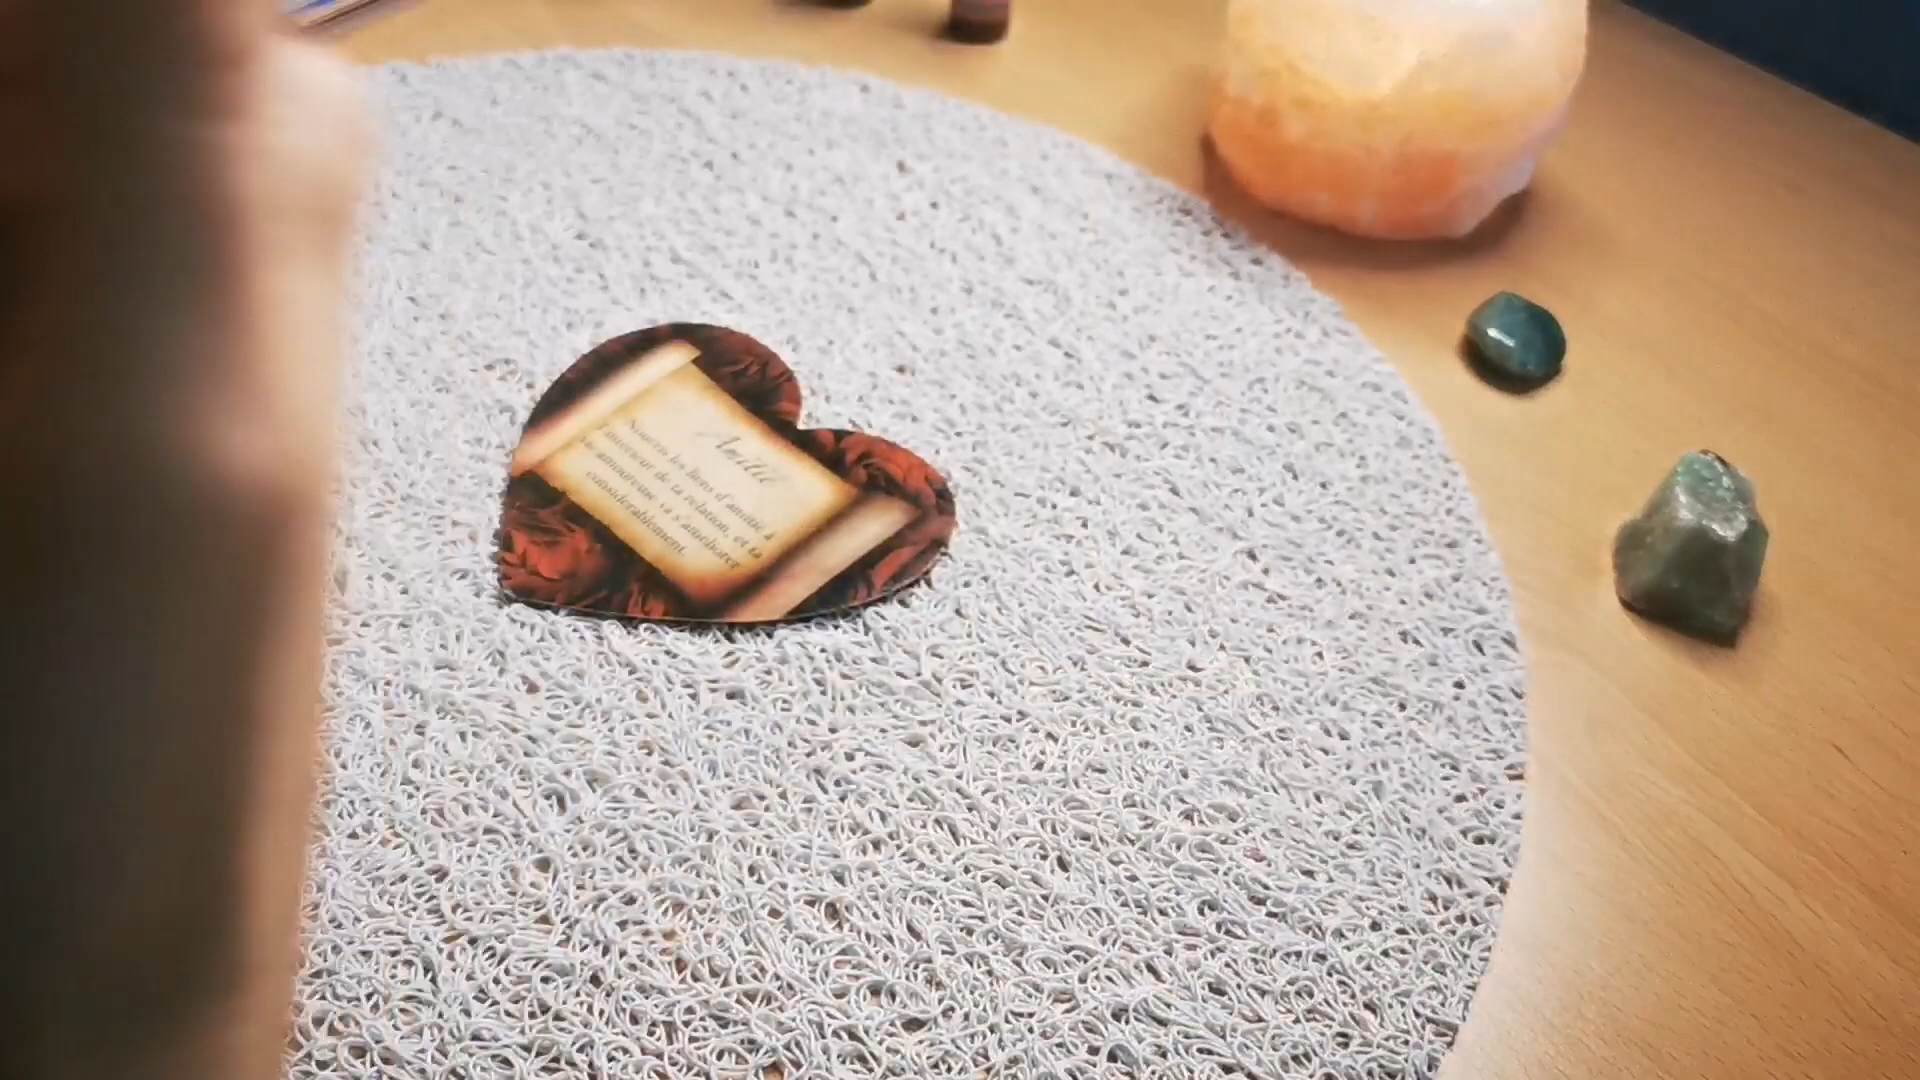 Amitié
Nourris les liens d'amitié à
l'intérieur de ta relation, et ta
vie amoureuse va s'améliorer
considérablement.